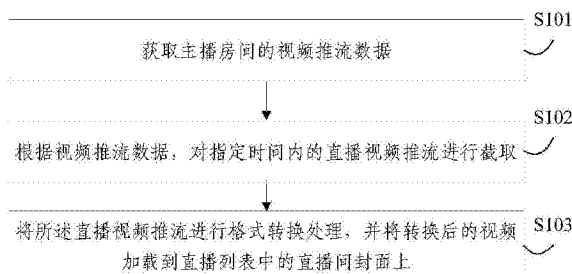 S101
获取主播房间的视频推流数据
S102
根据视频推流数据，对指定时间内的直播视频推流进行截取
S103
将所述直播视频推流进行格式转换处理，并将转换后的视频
加载到直播列表中的直播间封面上